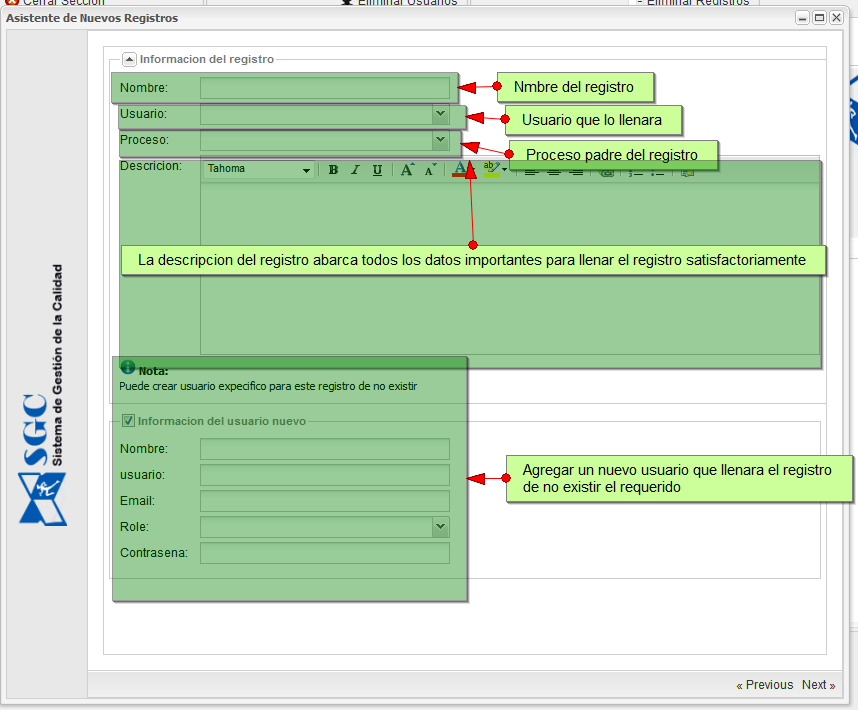 Cerrar Seccion
Eliminar Usuarios
Eliminar Registros
Asistente de Nuevos Registros
Informacion del registro
Nombre:
Nmbre del registro
Usuario:
Usuario que lo llenara
Proceso:
Proceso padre del registro
Descricion:
Tahoma
B I U A A A ab
La descripcion del registro abarca todos los datos importantes para llenar el registro satisfactoriamente
Nota:
Puede crear usuario expecifico para este registro de no existir
Informacion del usuario nuevo
Nombre:
usuario:
Email:
Role:
Contrasena:
Agregar un nuevo usuario que llenara el registro
de no existir el requerido
SGC
Sistema de Gestión de la Calidad
« Previous Next »